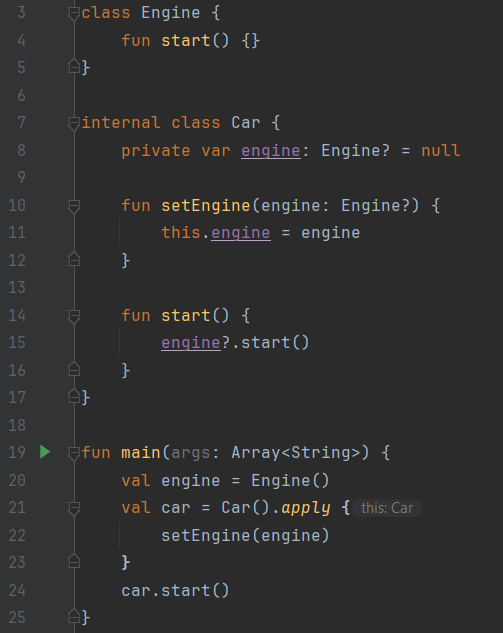 3 class Engine {
4     fun start() {}
5 }
6
7 internal class Car {
8     private var engine: Engine? = null
9
10     fun setEngine(engine: Engine?) {
11         this.engine = engine
12     }
13
14     fun start() {
15         engine?.start()
16     }
17 }
18
19 fun main(args: Array<String>) {
20     val engine = Engine()
21     val car = Car().apply { this: Car
22         setEngine(engine)
23     }
24     car.start()
25 }